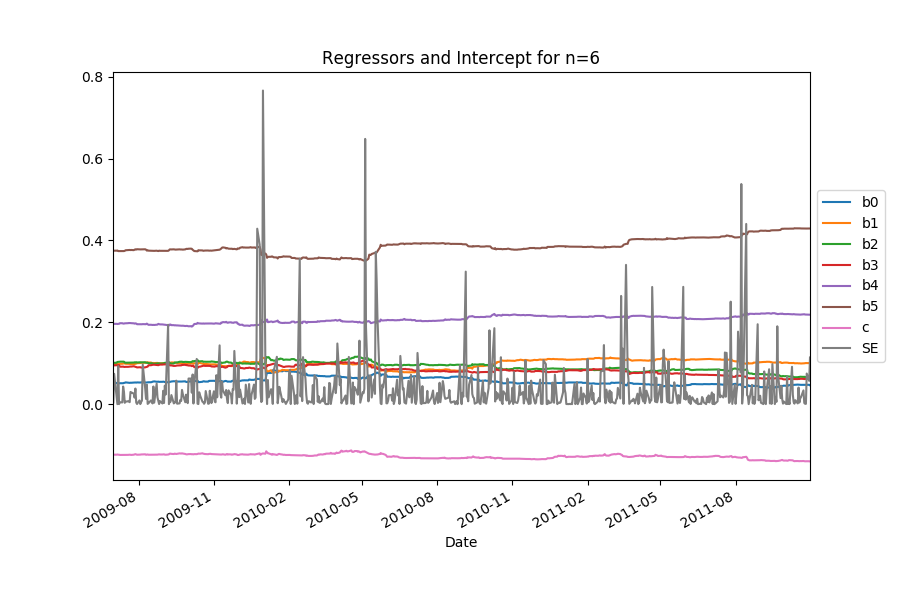 Regressors and Intercept for n=6
0.8
0.6
0.4
0.2
0.0
2009-08
2009-11
2010-02
2010-05
2010-08
2010-11
2011-02
2011-05
2011-08
Date
b0
b1
b2
b3
b4
b5
c
SE